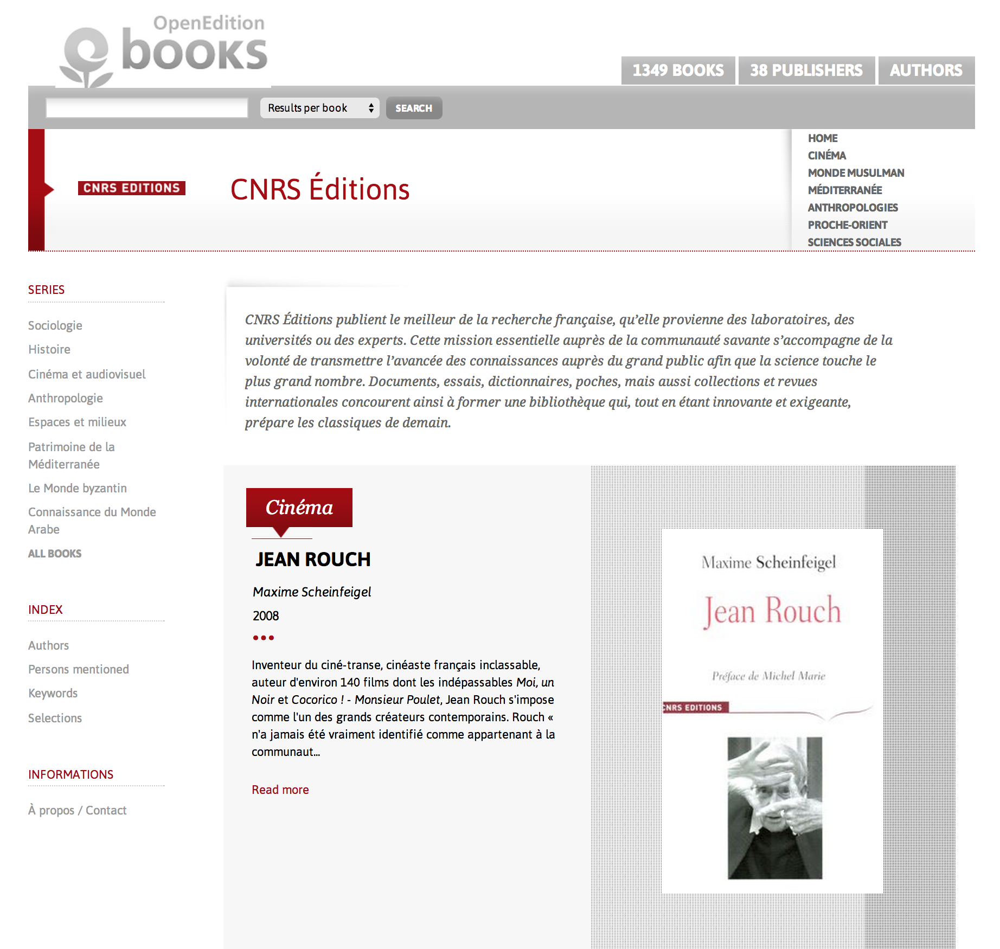 OpenEdition
books
1349 BOOKS
38 PUBLISHERS
AUTHORS
Results per book
SEARCH
CNRS EDITIONS
CNRS Éditions
HOME
CINÉMA
MONDE MUSULMAN
MÉDITERRANÉE
ANTHROPOLOGIES
PROCHE-ORIENT
SCIENCES SOCIALES
SERIES
Sociologie
Histoire
Cinéma et audiovisuel
Anthropologie
Espaces et milieux
Patrimoine de la
Méditerranée
Le Monde byzantin
Connaissance du Monde
Arabe
ALL BOOKS
INDEX
Authors
Persons mentioned
Keywords
Selections
INFORMATIONS
À propos / Contact
CNRS Éditions publient le meilleur de la recherche française, qu’elle provienne des laboratoires, des
universités ou des experts. Cette mission essentielle auprès de la communauté savante s’accompagne de la
volonté de transmettre l’avancée des connaissances auprès du grand public afin que la science touche le
plus grand nombre. Documents, essais, dictionnaires, poches, mais aussi collections et revues
internationales concourent ainsi à former une bibliothèque qui, tout en étant innovante et exigeante,
prépare les classiques de demain.
Cinéma
JEAN ROUCH
Maxime Scheinfeigel
2008
•••
Inventeur du ciné-transe, cinéaste français inclassable,
auteur d'environ 140 films dont les indépassables Moi, un
Noir et Cocorico ! - Monsieur Poulet, Jean Rouch s'impose
comme l'un des grands créateurs contemporains. Rouch «
n'a jamais été vraiment identifié comme appartenant à la
communaut...
Read more
Maxime Scheinfeigel
Jean Rouch
Préface de Michel Marie
CNRS EDITIONS